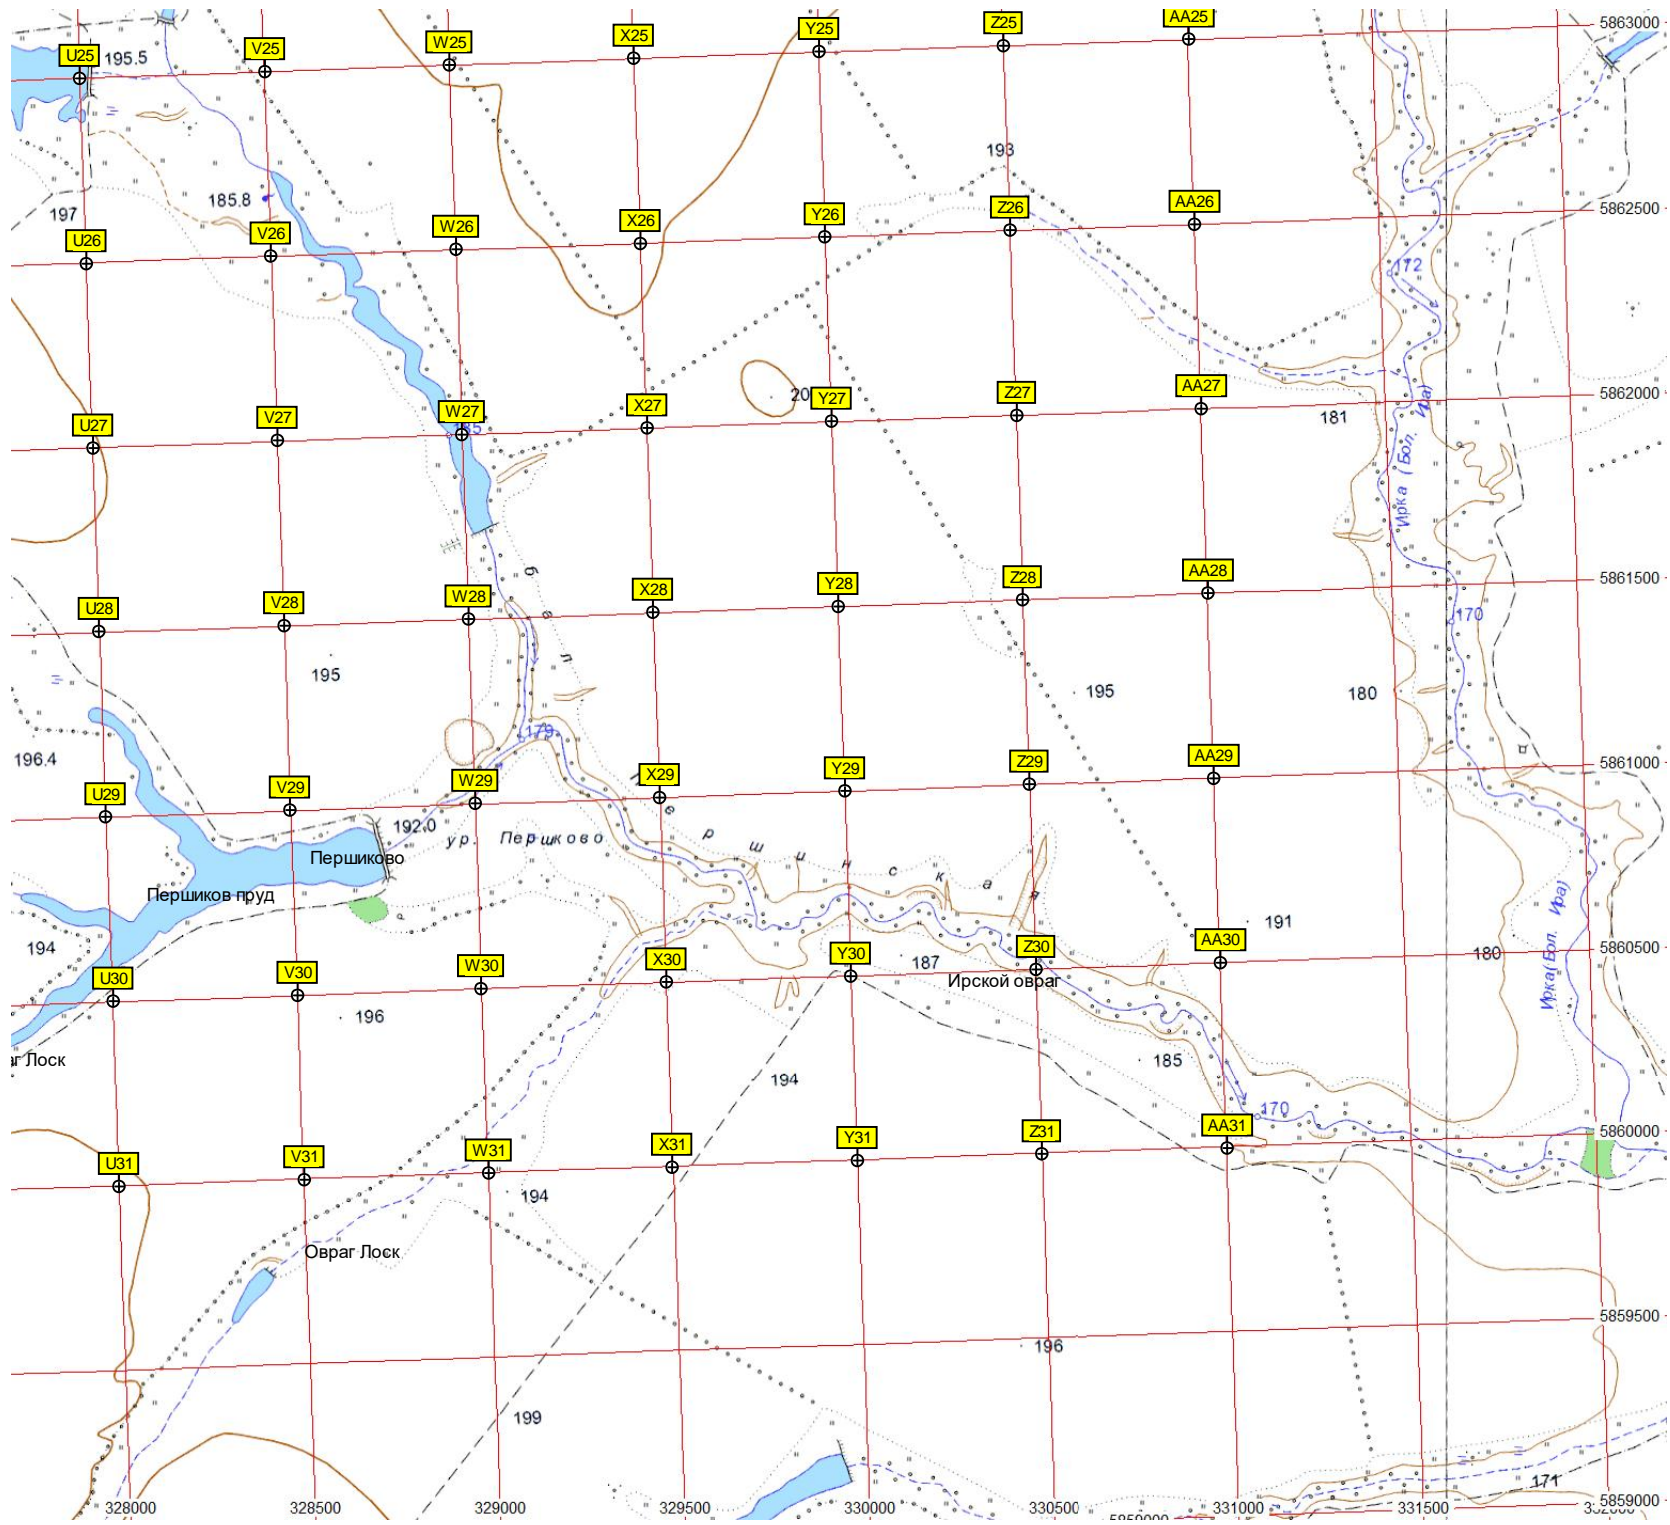 U25 V25 W25 X25 Y25 Z25 AA25 5863000
195.5
193
185.8
197
U26 V26 W26 X26 Y26 Z26 AA26 5862500
172
20
181
U27 V27 W27 X27 Y27 Z27 AA27 5862000
Ирка (Бол. Ира)
U28 V28 W28 X28 Y28 Z28 AA28 5861500
170
195
195
180
179
196.4
U29 V29 W29 X29 Y29 Z29 AA29 5861000
192.0
ур. Першково
бал. Першинская
Першиково
Першиков пруд
194
191
180
187
Ирка (Бол. Ира)
U30 V30 W30 X30 Y30 Z30 AA30 5860500
Ирской овраг
196
аг Лоск
185
194
170
U31 V31 W31 X31 Y31 Z31 AA31 5860000
194
Овраг Лоск
5859500
196
199
171
328000 328500 329000 329500 330000 330500 331000 331500 5859000